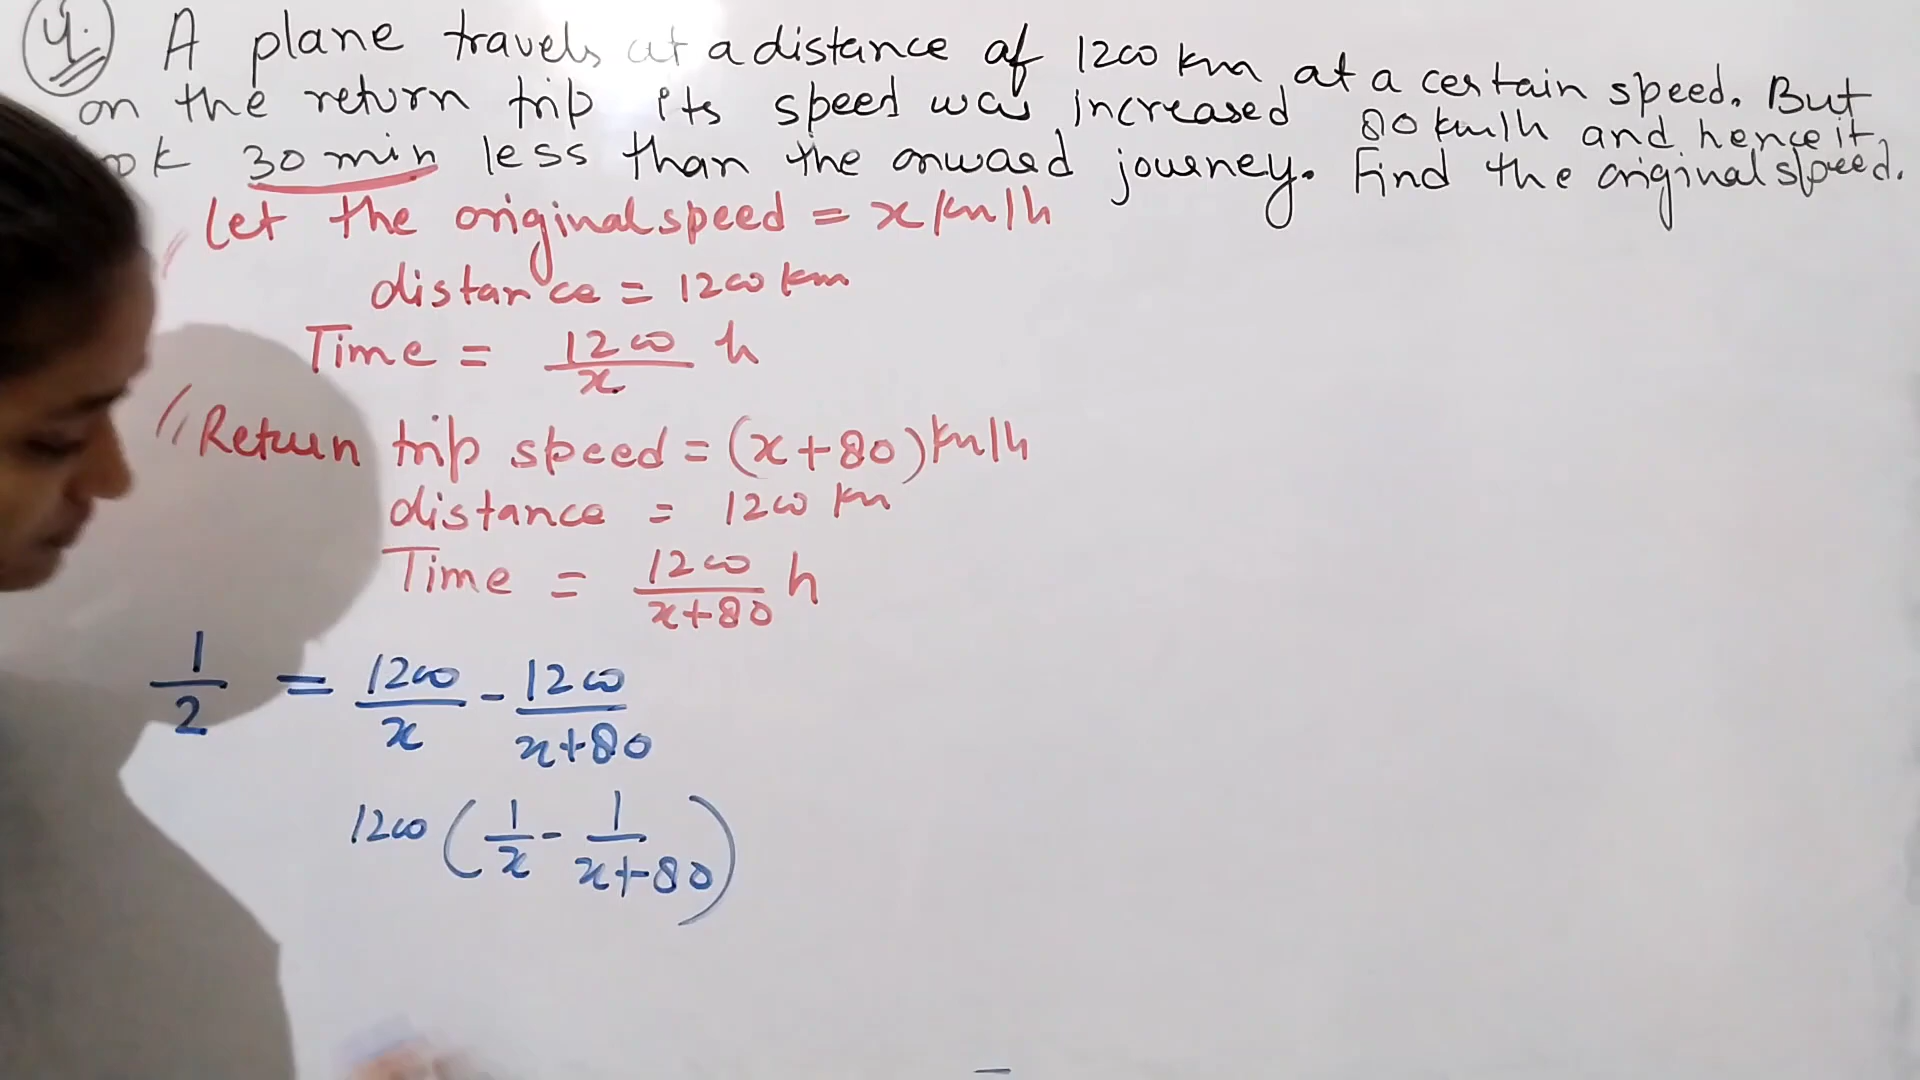 4. A plane travels at a distance of 1200 km at a certain speed. But
on the return trip its speed was increased 80 km/h and hence it
ook 30 min less than the onward journey. Find the original speed.
Let the original speed = x km/h
distance = 1200 km
Time = 1200/x h
Return trip speed = (x+80) km/h
distance = 1200 km
Time = 1200/x+80 h
1/2 = 1200/x - 1200/x+80
1200 (1/x - 1/x+80)